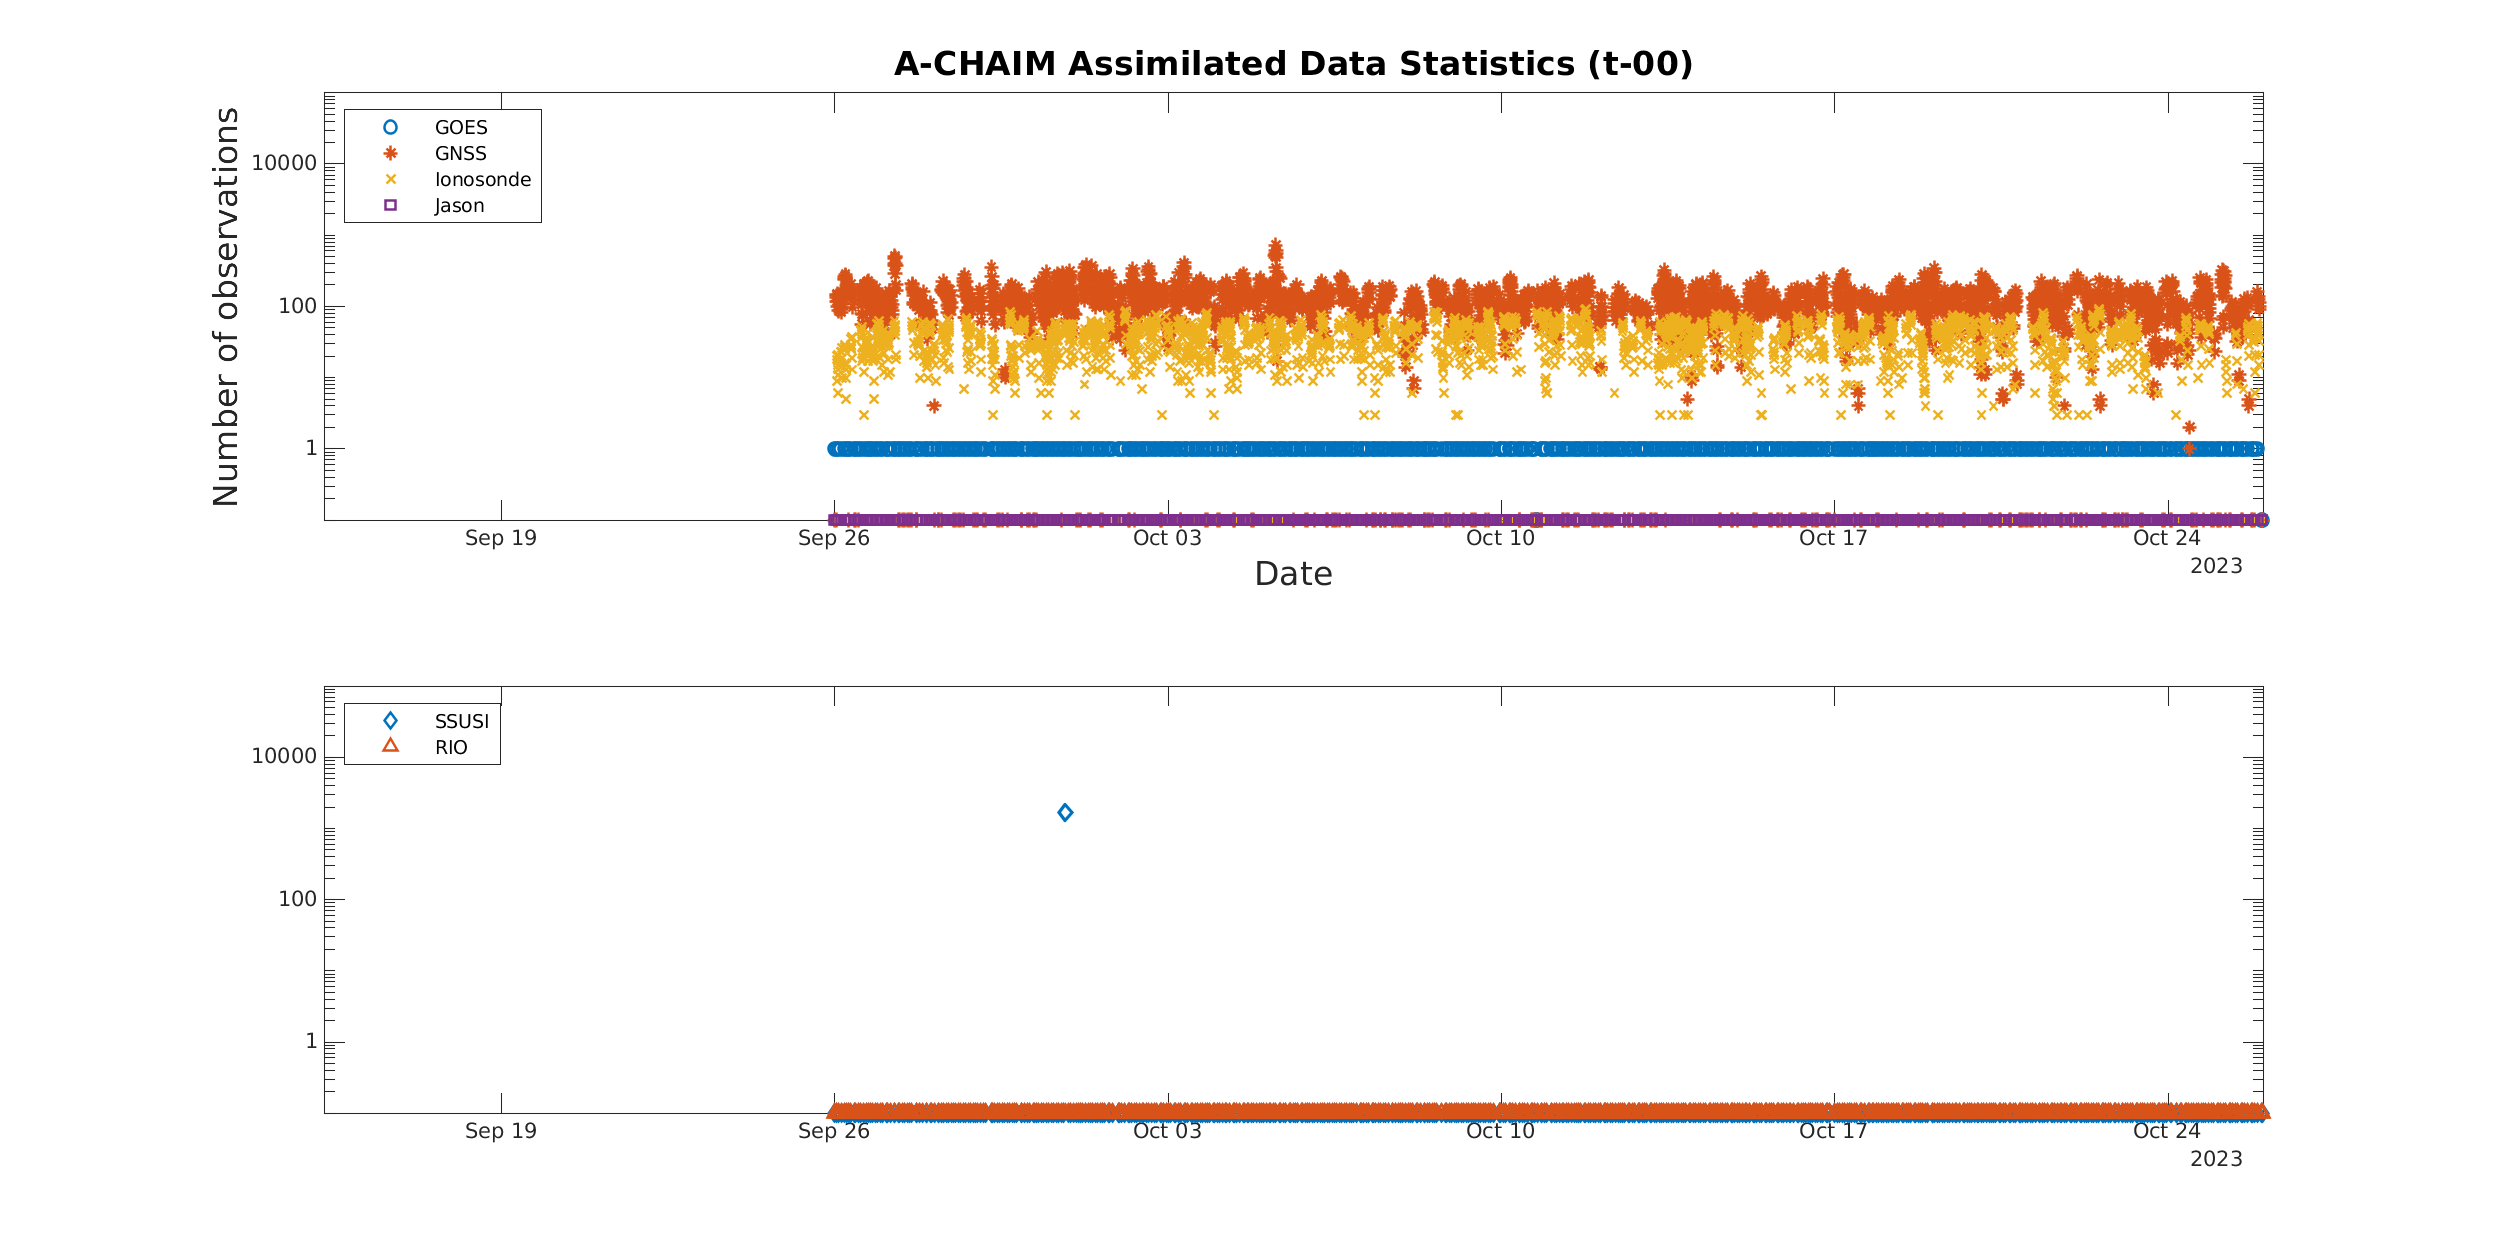 A-CHAIM Assimilated Data Statistics (t-00)
Number of observations
GOES
GNSS
Ionosonde
Jason
10000
100
1
Sep 19
Sep 26
Oct 03
Oct 10
Oct 17
Oct 24
2023
Date
SSUSI
RIO
10000
100
1
Sep 19
Sep 26
Oct 03
Oct 10
Oct 17
Oct 24
2023